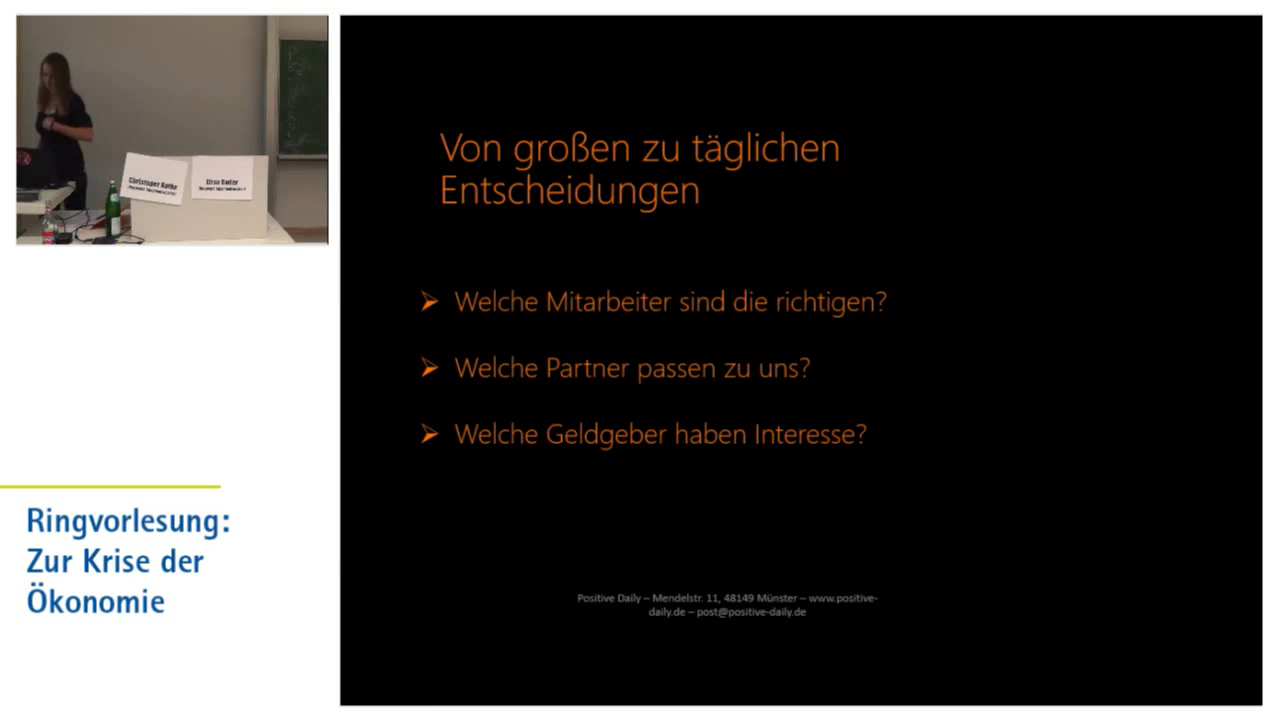 Von großen zu täglichen
Entscheidungen
➢ Welche Mitarbeiter sind die richtigen?
➢ Welche Partner passen zu uns?
➢ Welche Geldgeber haben Interesse?
Positive Daily – Mendelstr. 11, 48149 Münster – www.positive-
daily.de – post@positive-daily.de
Ringvorlesung:
Zur Krise der
Ökonomie